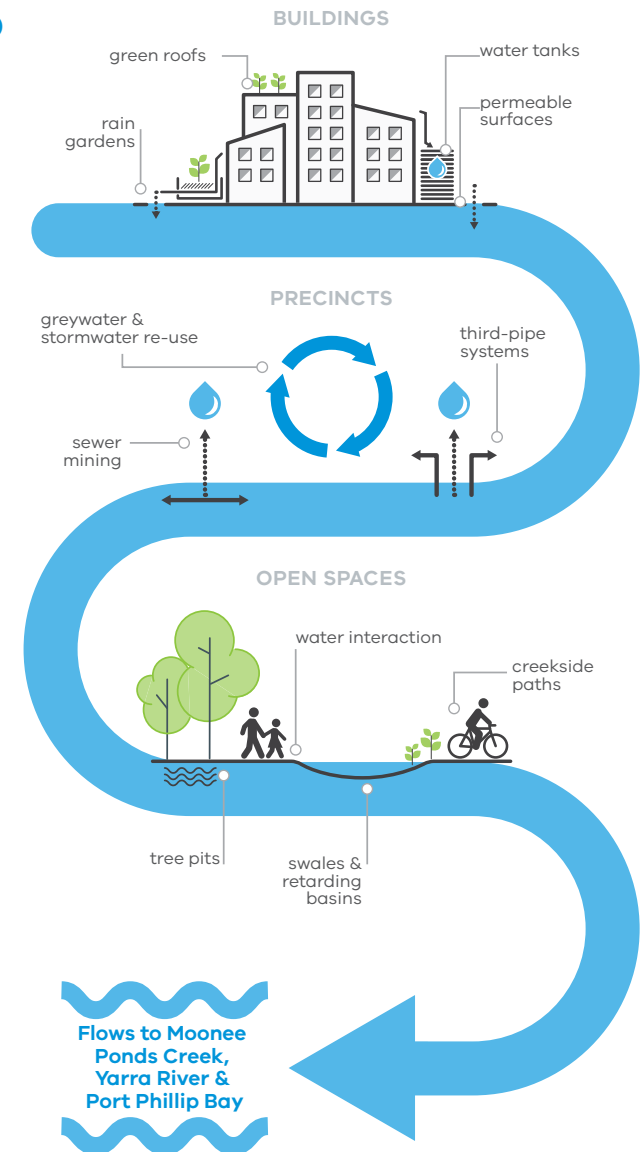 BUILDINGS
green roofs
water tanks
rain
gardens
permeable
surfaces
PRECINCTS
greywater &
stormwater re-use
third-pipe
systems
sewer
mining
OPEN SPACES
water interaction
creekside
paths
tree pits
swales &
retarding
basins
Flows to Moonee
Ponds Creek,
Yarra River &
Port Phillip Bay